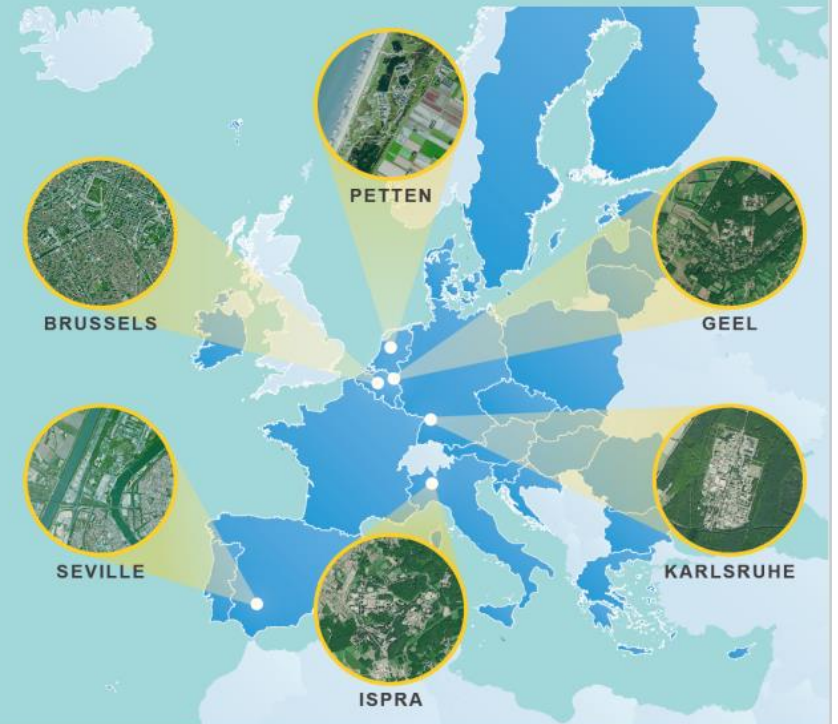 PETTEN
BRUSSELS
GEEL
SEVILLE
KARLSRUHE
ISPRA